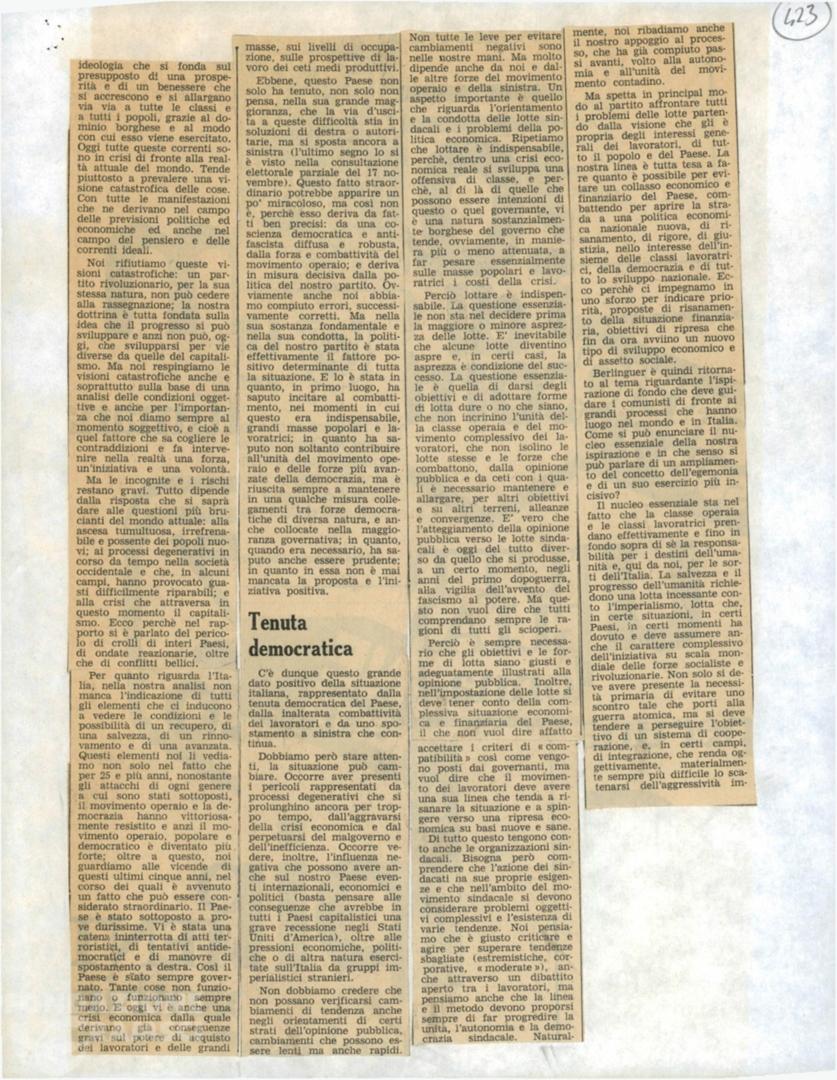 423
ideologia che si fonda sul
presupposto di una prospe-
rità e di un benessere che
si accrescono e si allargano
via via a tutte le classi e
a tutti i popoli, grazie al do-
minio borghese e al modo
con cui esso viene esercitato.
Oggi tutte queste correnti so-
no in crisi di fronte alla real-
tà attuale del mondo. Tende
piuttosto a prevalere una vi-
sione catastrofica delle cose.
Con tutte le manifestazioni
che ne derivano nel campo
delle previsioni politiche ed
economiche ed anche nel
campo del pensiero e delle
correnti ideali.
Noi rifiutiamo queste vi-
sioni catastrofiche: un par-
tito rivoluzionario, per la sua
stessa natura, non può cedere
alla rassegnazione; la nostra
dottrina è tutta fondata sulla
idea che il progresso si può
sviluppare e anzi non può, og-
gi, che svilupparsi per vie
diverse da quelle del capitali-
smo. Ma noi respingiamo le
visioni catastrofiche anche e
soprattutto sulla base di una
analisi delle condizioni ogget-
tive e anche per l'importan-
za che noi diamo sempre al
momento soggettivo, e cioè a
quel fattore che sa cogliere le
contraddizioni e fa interve-
nire nella realtà una forza,
un'iniziativa e una volontà.
Ma le incognite e i rischi
restano gravi. Tutto dipende
dalla risposta che si saprà
dare alle questioni più bru-
cianti del mondo attuale: alla
ascesa tumultuosa, irrefrena-
bile e possente dei popoli nuo-
vi; ai processi degenerativi in
corso da tempo nella società
occidentale e che, in alcuni
campi, hanno provocato gua-
sti difficilmente riparabili; e
alla crisi che attraversa in
questo momento il capitali-
smo. Ecco perchè nel rap-
porto si è parlato del perico-
lo di crolli di interi Paesi,
di ondate reazionarie, oltre
che di conflitti bellici.
Per quanto riguarda l'Ita-
lia, nella nostra analisi non
manca l'indicazione di tutti
gli elementi che ci inducono
a vedere le condizioni e le
possibilità di un recupero, di
una salvezza, di un rinno-
vamento e di una avanzata.
Questi elementi noi li vedia-
mo non solo nel fatto che
per 25 e più anni, nonostante
gli attacchi di ogni genere
a cui sono stati sottoposti,
il movimento operaio e la de-
mocrazia hanno vittoriosa-
mente resistito e anzi il mo-
vimento operaio, popolare e
democratico è diventato più
forte; oltre a questo, noi
guardiamo alle vicende di
questi ultimi cinque anni, nel
corso dei quali è avvenuto
un fatto che può essere con-
siderato straordinario. Il Pae-
se è stato sottoposto a pro-
ve durissime. Vi è stata una
catena ininterrotta di atti ter-
roristici, di tentativi antide-
mocratici e di manovre di
spostamento a destra. Così il
Paese è stato sempre gover-
nato. Tante cose non funzio-
nano o funzionano sempre
meno. E oggi vi è anche una
crisi economica dalla quale
derivano già conseguenze
gravi sul potere di acquisto
dei lavoratori e delle grandi
masse, sui livelli di occupa-
zione, sulle prospettive di la-
voro dei ceti medi produttivi.
Ebbene, questo Paese non
solo ha tenuto, non solo non
pensa, nella sua grande mag-
gioranza, che la via d'usci-
ta a queste difficoltà stia in
soluzioni di destra o autori-
tarie, ma si sposta ancora a
sinistra (l'ultimo segno lo si
è visto nella consultazione
elettorale parziale del 17 no-
vembre). Questo fatto straor-
dinario potrebbe apparire un
po' miracoloso, ma così non
è, perchè esso deriva da fat-
ti ben precisi: da una co-
scienza democratica e anti-
fascista diffusa e robusta,
dalla forza e combattività del
movimento operaio; e deriva
in misura decisiva dalla po-
litica del nostro partito. Ov-
viamente anche noi abbia-
mo compiuto errori, successi-
vamente corretti. Ma nella
sua sostanza fondamentale e
nella sua condotta, la politi-
ca del nostro partito è stata
effettivamente il fattore po-
sitivo determinante di tutta
la situazione. E lo è stata in
quanto, in primo luogo, ha
saputo incitare al combatti-
mento, nei momenti in cui
questo era indispensabile,
grandi masse popolari e la-
voratrici; in quanto ha sa-
puto non soltanto contribuire
all'unità del movimento ope-
raio e delle forze più avan-
zate della democrazia, ma è
riuscita sempre a mantenere
in una qualche misura colle-
gamenti tra forze democra-
tiche di diversa natura, e an-
che collocate nella maggio-
ranza governativa; in quanto,
quando era necessario, ha sa-
puto anche essere prudente;
in quanto in essa non è mai
mancata la proposta e l'ini-
ziativa positiva.
Tenuta
democratica
C'è dunque questo grande
dato positivo della situazione
italiana, rappresentato dalla
tenuta democratica del Paese,
dalla inalterata combattività
dei lavoratori e da uno spo-
stamento a sinistra che con-
tinua.
Dobbiamo però stare atten-
ti, la situazione può cam-
biare. Occorre aver presenti
i pericoli rappresentati da
processi degenerativi che si
prolunghino ancora per trop-
po tempo, dall'aggravarsi
della crisi economica e dal
perpetuarsi del malgoverno e
dell'inefficienza. Occorre ve-
dere, inoltre, l'influenza ne-
gativa che possono avere an-
che sul nostro Paese even-
ti internazionali, economici e
politici (basta pensare alle
conseguenze che avrebbe in
tutti i Paesi capitalistici una
grave recessione negli Stati
Uniti d'America), oltre alle
pressioni economiche, politi-
che o di altra natura eserci-
tate sull'Italia da gruppi im-
perialistici stranieri.
Non dobbiamo credere che
non possano verificarsi cam-
biamenti di tendenza anche
negli orientamenti di certi
strati dell'opinione pubblica,
cambiamenti che possono es-
sere lenti ma anche rapidi.
Non tutte le leve per evitare
cambiamenti negativi sono
nelle nostre mani. Ma molto
dipende anche da noi e dal-
le altre forze del movimento
operaio e della sinistra. Un
aspetto importante è quello
che riguarda l'orientamento
e la condotta delle lotte sin-
dacali e i problemi della po-
litica economica. Ripetiamo
che lottare è indispensabile,
perchè, dentro una crisi eco-
nomica reale si sviluppa una
offensiva di classe, e per-
chè, al di là di quelle che
possono essere intenzioni di
questo o quel governante, vi
è una natura sostanzialmen-
te borghese del governo che
tende, ovviamente, in manie-
ra più o meno attenuata, a
far pesare essenzialmente
sulle masse popolari e lavo-
ratrici i costi della crisi.
Perciò lottare è indispen-
sabile. La questione essenzia-
le non sta nel decidere prima
la maggiore o minore asprez-
za delle lotte. E' inevitabile
che alcune lotte diventino
aspre e, in certi casi, la
asprezza è condizione del suc-
cesso. La questione essenzia-
le è quella di darsi degli
obiettivi e di adottare forme
di lotta dure o no che siano,
che non incrinino l'unità del-
la classe operaia e del mo-
vimento complessivo dei la-
voratori, che non isolino le
lotte stesse e le forze che
combattono, dalla opinione
pubblica e da ceti con i qua-
li è necessario mantenere e
allargare, per altri obiettivi
e su altri terreni, alleanze
e convergenze. E' vero che
l'atteggiamento della opinione
pubblica verso le lotte sinda-
cali è oggi del tutto diver-
so da quello che si produsse,
a un certo momento, negli
anni del primo dopoguerra,
alla vigilia dell'avvento del
fascismo al potere. Ma que-
sto non vuol dire che tutti
comprendano sempre le ra-
gioni di tutti gli scioperi.
Perciò è sempre necessa-
rio che gli obiettivi e le for-
me di lotta siano giusti e
adeguatamente illustrati alla
opinione pubblica. Inoltre,
nell'impostazione delle lotte si
deve tener conto della com-
plessiva situazione economi-
ca e finanziaria del Paese,
il che non vuol dire affatto
accettare i criteri di «com-
patibilità» così come vengo-
no posti dai governanti, ma
vuol dire che il movimento
dei lavoratori deve avere
una sua linea che tenda a ri-
sanare la situazione e a spin-
gere verso una ripresa eco-
nomica su basi nuove e sane.
Di tutto questo tengono con-
to anche le organizzazioni sin-
dacali. Bisogna però com-
prendere che l'azione dei sin-
dacati ha sue proprie esigen-
ze e che nell'ambito del mo-
vimento sindacale si devono
considerare problemi oggetti-
vi complessivi e l'esistenza di
varie tendenze. Noi pensia-
mo che è giusto criticare e
agire per superare tendenze
sbagliate (estremistiche, cor-
porative, «moderate»), an-
che attraverso un dibattito
aperto tra i lavoratori, ma
pensiamo anche che la linea
e il metodo devono proporsi
sempre di far progredire la
unità, l'autonomia e la demo-
crazia sindacale. Natural-
mente, noi ribadiamo anche
il nostro appoggio al proces-
so, che ha già compiuto pas-
si avanti, volto alla autono-
mia e all'unità del movi-
mento contadino.
Ma spetta in principal mo-
do al partito affrontare tutti
i problemi delle lotte parten-
do dalla visione che gli è
propria degli interessi gene-
rali dei lavoratori, di tut-
to il popolo e del Paese. La
nostra linea è tutta tesa a fa-
re quanto è possibile per evi-
tare un collasso economico e
finanziario del Paese, com-
battendo per aprire la stra-
da a una politica economi-
ca nazionale nuova, di ri-
sanamento, di rigore, di giu-
stizia, nello interesse dell'in-
sieme delle classi lavoratri-
ci, della democrazia e di tut-
to lo sviluppo nazionale. Ec-
co perchè ci impegnamo in
uno sforzo per indicare prio-
rità, proposte di risanamen-
to della situazione finanzia-
ria, obiettivi di ripresa che
fin da ora avviino un nuovo
tipo di sviluppo economico e
di assetto sociale.
Berlinguer è quindi ritorna-
to al tema riguardante l'ispi-
razione di fondo che deve gui-
dare i comunisti di fronte ai
grandi processi che hanno
luogo nel mondo e in Italia.
Come si può enunciare il nu-
cleo essenziale della nostra
ispirazione e in che senso si
può parlare di un ampliamen-
to del concetto dell'egemonia
e di un suo esercizio più in-
cisivo?
Il nucleo essenziale sta nel
fatto che la classe operaia
e le classi lavoratrici pren-
dano effettivamente e fino in
fondo sopra di sè la responsa-
bilità per i destini dell'uma-
nità e, qui da noi, per le sor-
ti dell'Italia. La salvezza e il
progresso dell'umanità richie-
dono una lotta incessante con-
to l'imperialismo, lotta che,
in certe situazioni, in certi
Paesi, in certi momenti ha
dovuto e deve assumere an-
che il carattere complessivo
dell'iniziativa su scala mon-
diale delle forze socialiste e
rivoluzionarie. Non solo si de-
ve avere presente la necessi-
tà primaria di evitare uno
scontro tale che porti alla
guerra atomica, ma si deve
tendere a perseguire l'obiet-
tivo di un sistema di coope-
razione, e, in certi campi,
di integrazione, che renda og-
gettivamente, materialmen-
te sempre più difficile lo sca-
tenarsi dell'aggressività im-